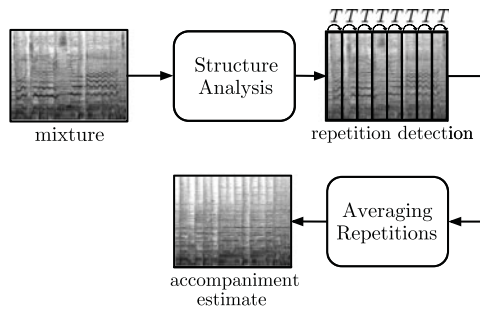 T T T T T T T T
Structure
Analysis
mixture
repetition detection
Averaging
Repetitions
accompaniment
estimate